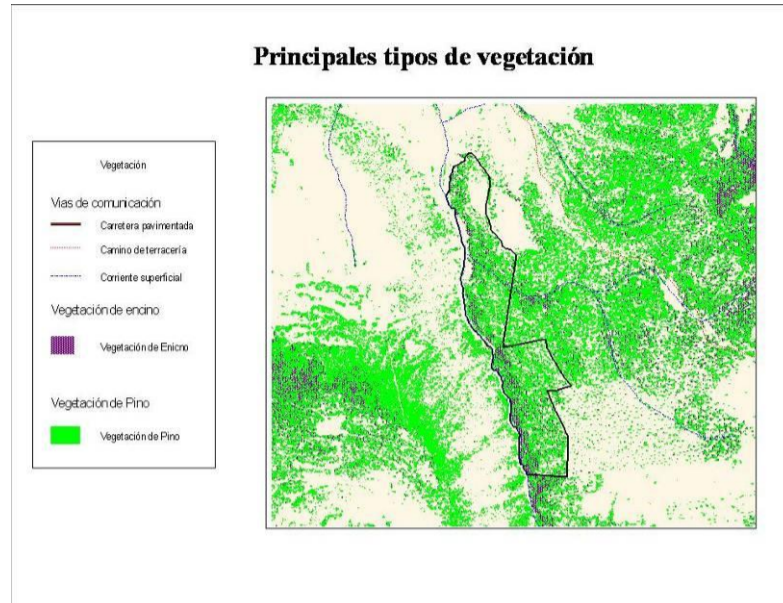 Principales tipos de vegetación
Vegetación
Vias de comunicación
Carretera pavimentada
Camino de terracería
Corriente superficial
Vegetación de encino
Vegetación de Enicno
Vegetación de Pino
Vegetación de Pino